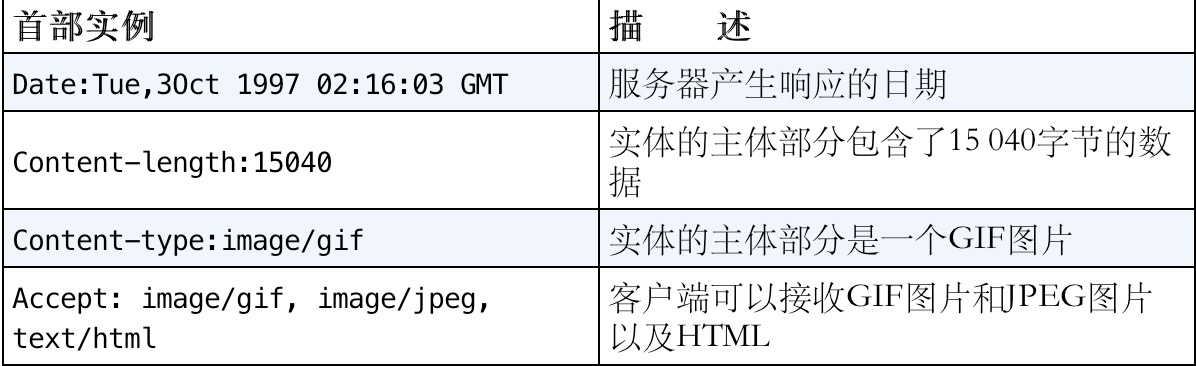 首部实例
描 述
Date:Tue,3Oct 1997 02:16:03 GMT
服务器产生响应的日期
Content-length:15040
实体的主体部分包含了15 040字节的数
据
Content-type:image/gif
实体的主体部分是一个GIF图片
Accept: image/gif, image/jpeg,
text/html
客户端可以接收GIF图片和JPEG图片
以及HTML